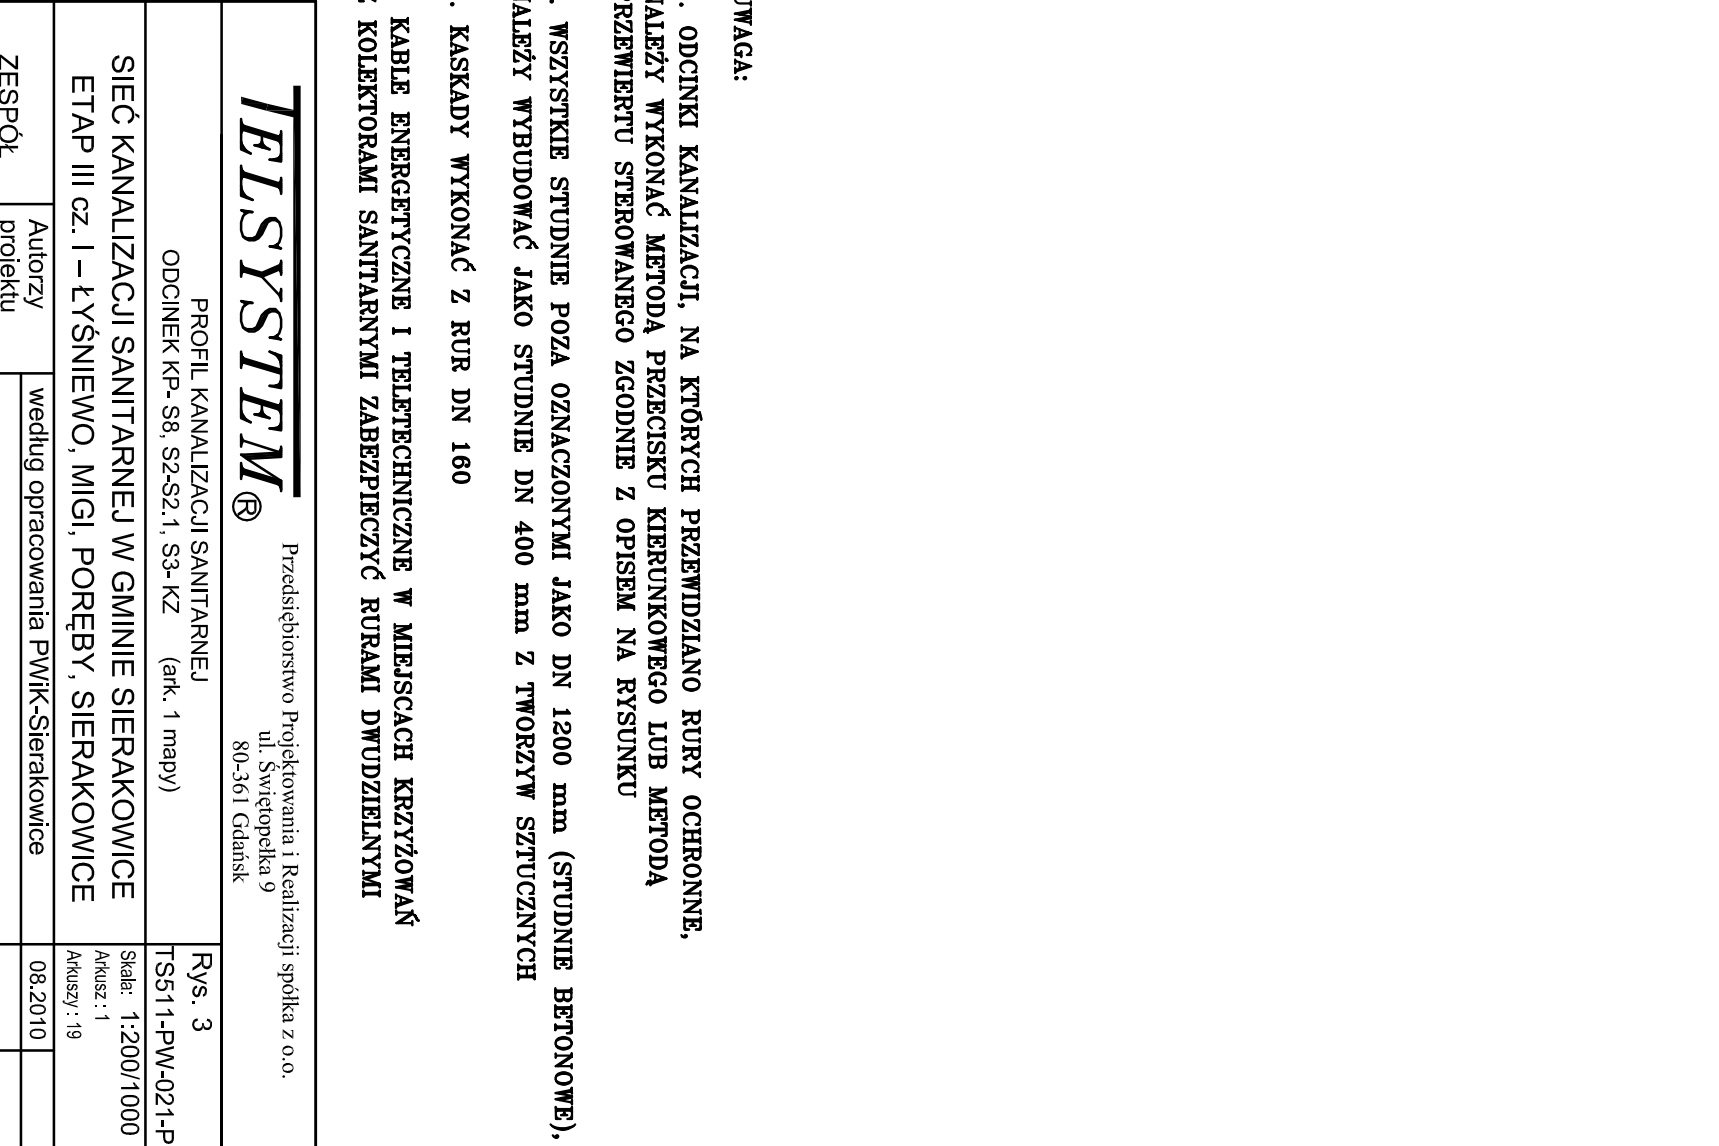 UWAGA:
. ODCINKI KANALIZACJI, NA KTÓRYCH PRZEWIDZIANO RURY OCHRONNE,
NALEŻY WYKONAĆ METODĄ PRZECISKU KIERUNKOWEGO LUB METODĄ
PRZEWIERTU STEROWANEGO ZGODNIE Z OPISEM NA RYSUNKU
. WSZYSTKIE STUDNIE POZA OZNACZONYMI JAKO DN 1200 mm (STUDNIE BETONOWE),
NALEŻY WYBUDOWAĆ JAKO STUDNIE DN 400 mm Z TWORZYW SZTUCZNYCH
. KASKADY WYKONAĆ Z RUR DN 160
KABLE ENERGETYCZNE I TELETECHNICZNE W MIEJSCACH KRZYŻOWAŃ
Z KOLEKTORAMI SANITARNYMI ZABEZPIECZYĆ RURAMI DWUDZIELNYMI
TELSYSTEM®
Przedsiębiorstwo Projektowania i Realizacji spółka z o.o.
ul. Świętopełka 9
80-361 Gdańsk
PROFIL KANALIZACJI SANITARNEJ
ODCINEK KP- S8, S2-S2.1, S3- KZ (ark. 1 mapy)
Rys. 3
TS511-PW-021-P
SIEĆ KANALIZACJI SANITARNEJ W GMINIE SIERAKOWICE
ETAP III cz. I – ŁYŚNIEWO, MIGI, PORĘBY, SIERAKOWICE
Skala: 1:200/1000
Arkusz : 1
Arkuszy : 19
ZESPÓŁ
Autorzy
projektu
według opracowania PWiK-Sierakowice
08.2010